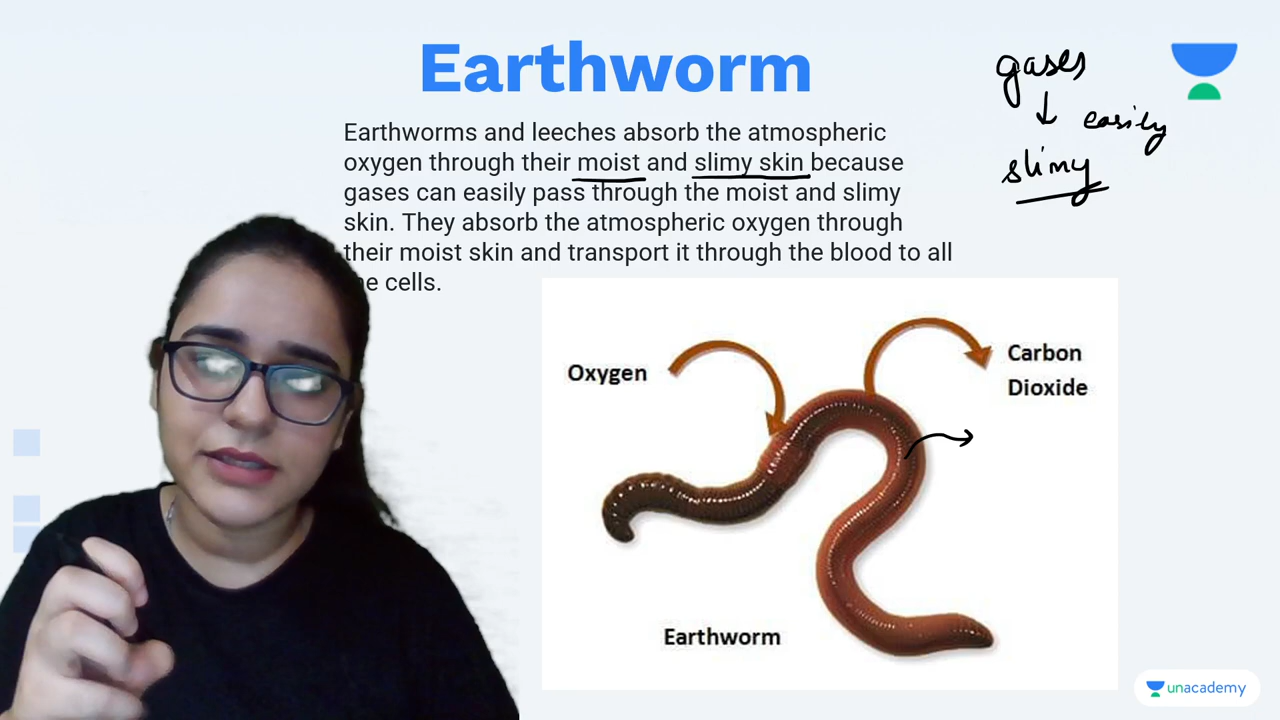 Earthworm
Earthworms and leeches absorb the atmospheric
oxygen through their moist and slimy skin because
gases can easily pass through the moist and slimy
skin. They absorb the atmospheric oxygen through
their moist skin and transport it through the blood to all
cells.
gases
↓ easily
slimy
Oxygen
Carbon
Dioxide
Earthworm
unacademy